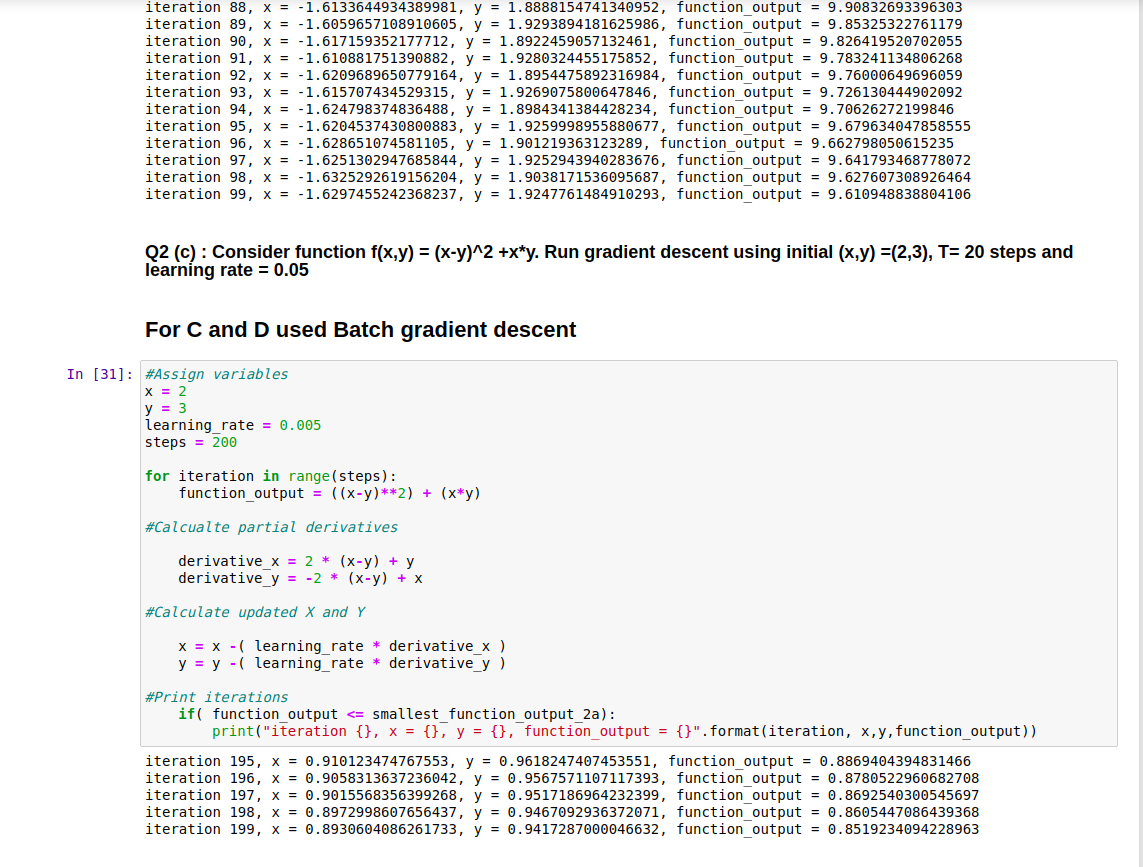 iteration 88, x = -1.6133644934389981, y = 1.8888154741340952, function_output = 9.90832693396303
iteration 89, x = -1.6059657108910605, y = 1.9293894181625986, function_output = 9.85325322761179
iteration 90, x = -1.617159352177712, y = 1.8922459057132461, function_output = 9.826419520702055
iteration 91, x = -1.610881751390882, y = 1.9280324455175852, function_output = 9.783241134806268
iteration 92, x = -1.6209689650779164, y = 1.8954475892316984, function_output = 9.76000649696059
iteration 93, x = -1.615707434529315, y = 1.9269075800647846, function_output = 9.726130444902092
iteration 94, x = -1.624798374836488, y = 1.8984341384428234, function_output = 9.70626272199846
iteration 95, x = -1.6204537430800883, y = 1.9259998955880677, function_output = 9.679634047858555
iteration 96, x = -1.628651074581105, y = 1.901219363123289, function_output = 9.662798050615235
iteration 97, x = -1.6251302947685844, y = 1.9252943940283676, function_output = 9.641793468778072
iteration 98, x = -1.6325292619156204, y = 1.9038171536095687, function_output = 9.627607308926464
iteration 99, x = -1.6297455242368237, y = 1.9247761484910293, function_output = 9.610948838804106
Q2 (c) : Consider function f(x,y) = (x-y)^2 +x*y. Run gradient descent using initial (x,y) =(2,3), T= 20 steps and
learning rate = 0.05
For C and D used Batch gradient descent
In [31]: #Assign variables
x = 2
y = 3
learning_rate = 0.005
steps = 200
for iteration in range(steps):
    function_output = ((x-y)**2) + (x*y)
#Calcualte partial derivatives
    derivative_x = 2 * (x-y) + y
    derivative_y = -2 * (x-y) + x
#Calculate updated X and Y
    x = x -( learning_rate * derivative_x )
    y = y -( learning_rate * derivative_y )
#Print iterations
    if( function_output <= smallest_function_output_2a):
        print("iteration {}, x = {}, y = {}, function_output = {}".format(iteration, x,y,function_output))
iteration 195, x = 0.910123474767553, y = 0.9618247407453551, function_output = 0.8869404394831466
iteration 196, x = 0.9058313637236042, y = 0.9567571107117393, function_output = 0.8780522960682708
iteration 197, x = 0.9015568356399268, y = 0.9517186964232399, function_output = 0.8692540300545697
iteration 198, x = 0.8972998607656437, y = 0.9467092936372071, function_output = 0.8605447086439368
iteration 199, x = 0.8930604086261733, y = 0.9417287000046632, function_output = 0.8519234094228963